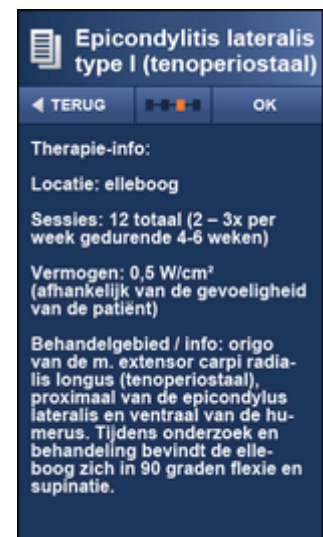 Epicondylitis lateralis
type I (tenoperiostaal)
TERUG
OK
Therapie-info:
Locatie: elleboog
Sessies: 12 totaal (2 – 3x per
week gedurende 4-6 weken)
Vermogen: 0,5 W/cm²
(afhankelijk van de gevoeligheid
van de patiënt)
Behandelgebied / info: origo
van de m. extensor carpi radia-
lis longus (tenoperiostaal),
proximaal van de epicondylus
lateralis en ventraal van de hu-
merus. Tijdens onderzoek en
behandeling bevindt de elle-
boog zich in 90 graden flexie en
supinatie.